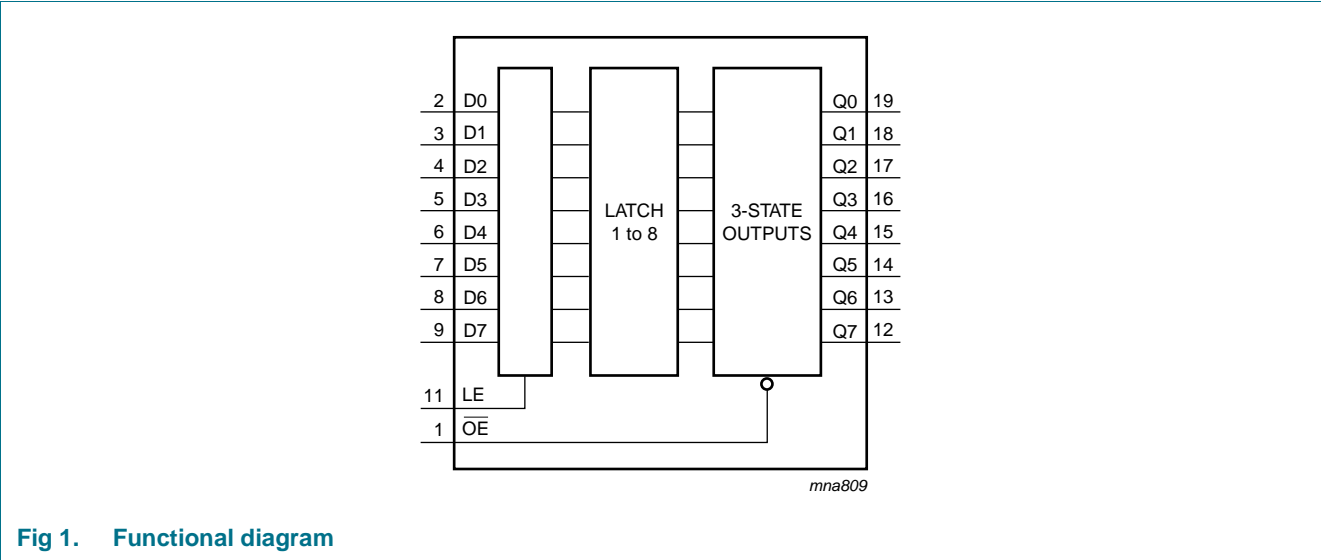 2 D0 Q0 19
3 D1 Q1 18
4 D2 Q2 17
5 D3 LATCH 3-STATE Q3 16
6 D4 1 to 8 OUTPUTS Q4 15
7 D5 Q5 14
8 D6 Q6 13
9 D7 Q7 12
11 LE
1 O̅E̅
mna809
Fig 1. Functional diagram